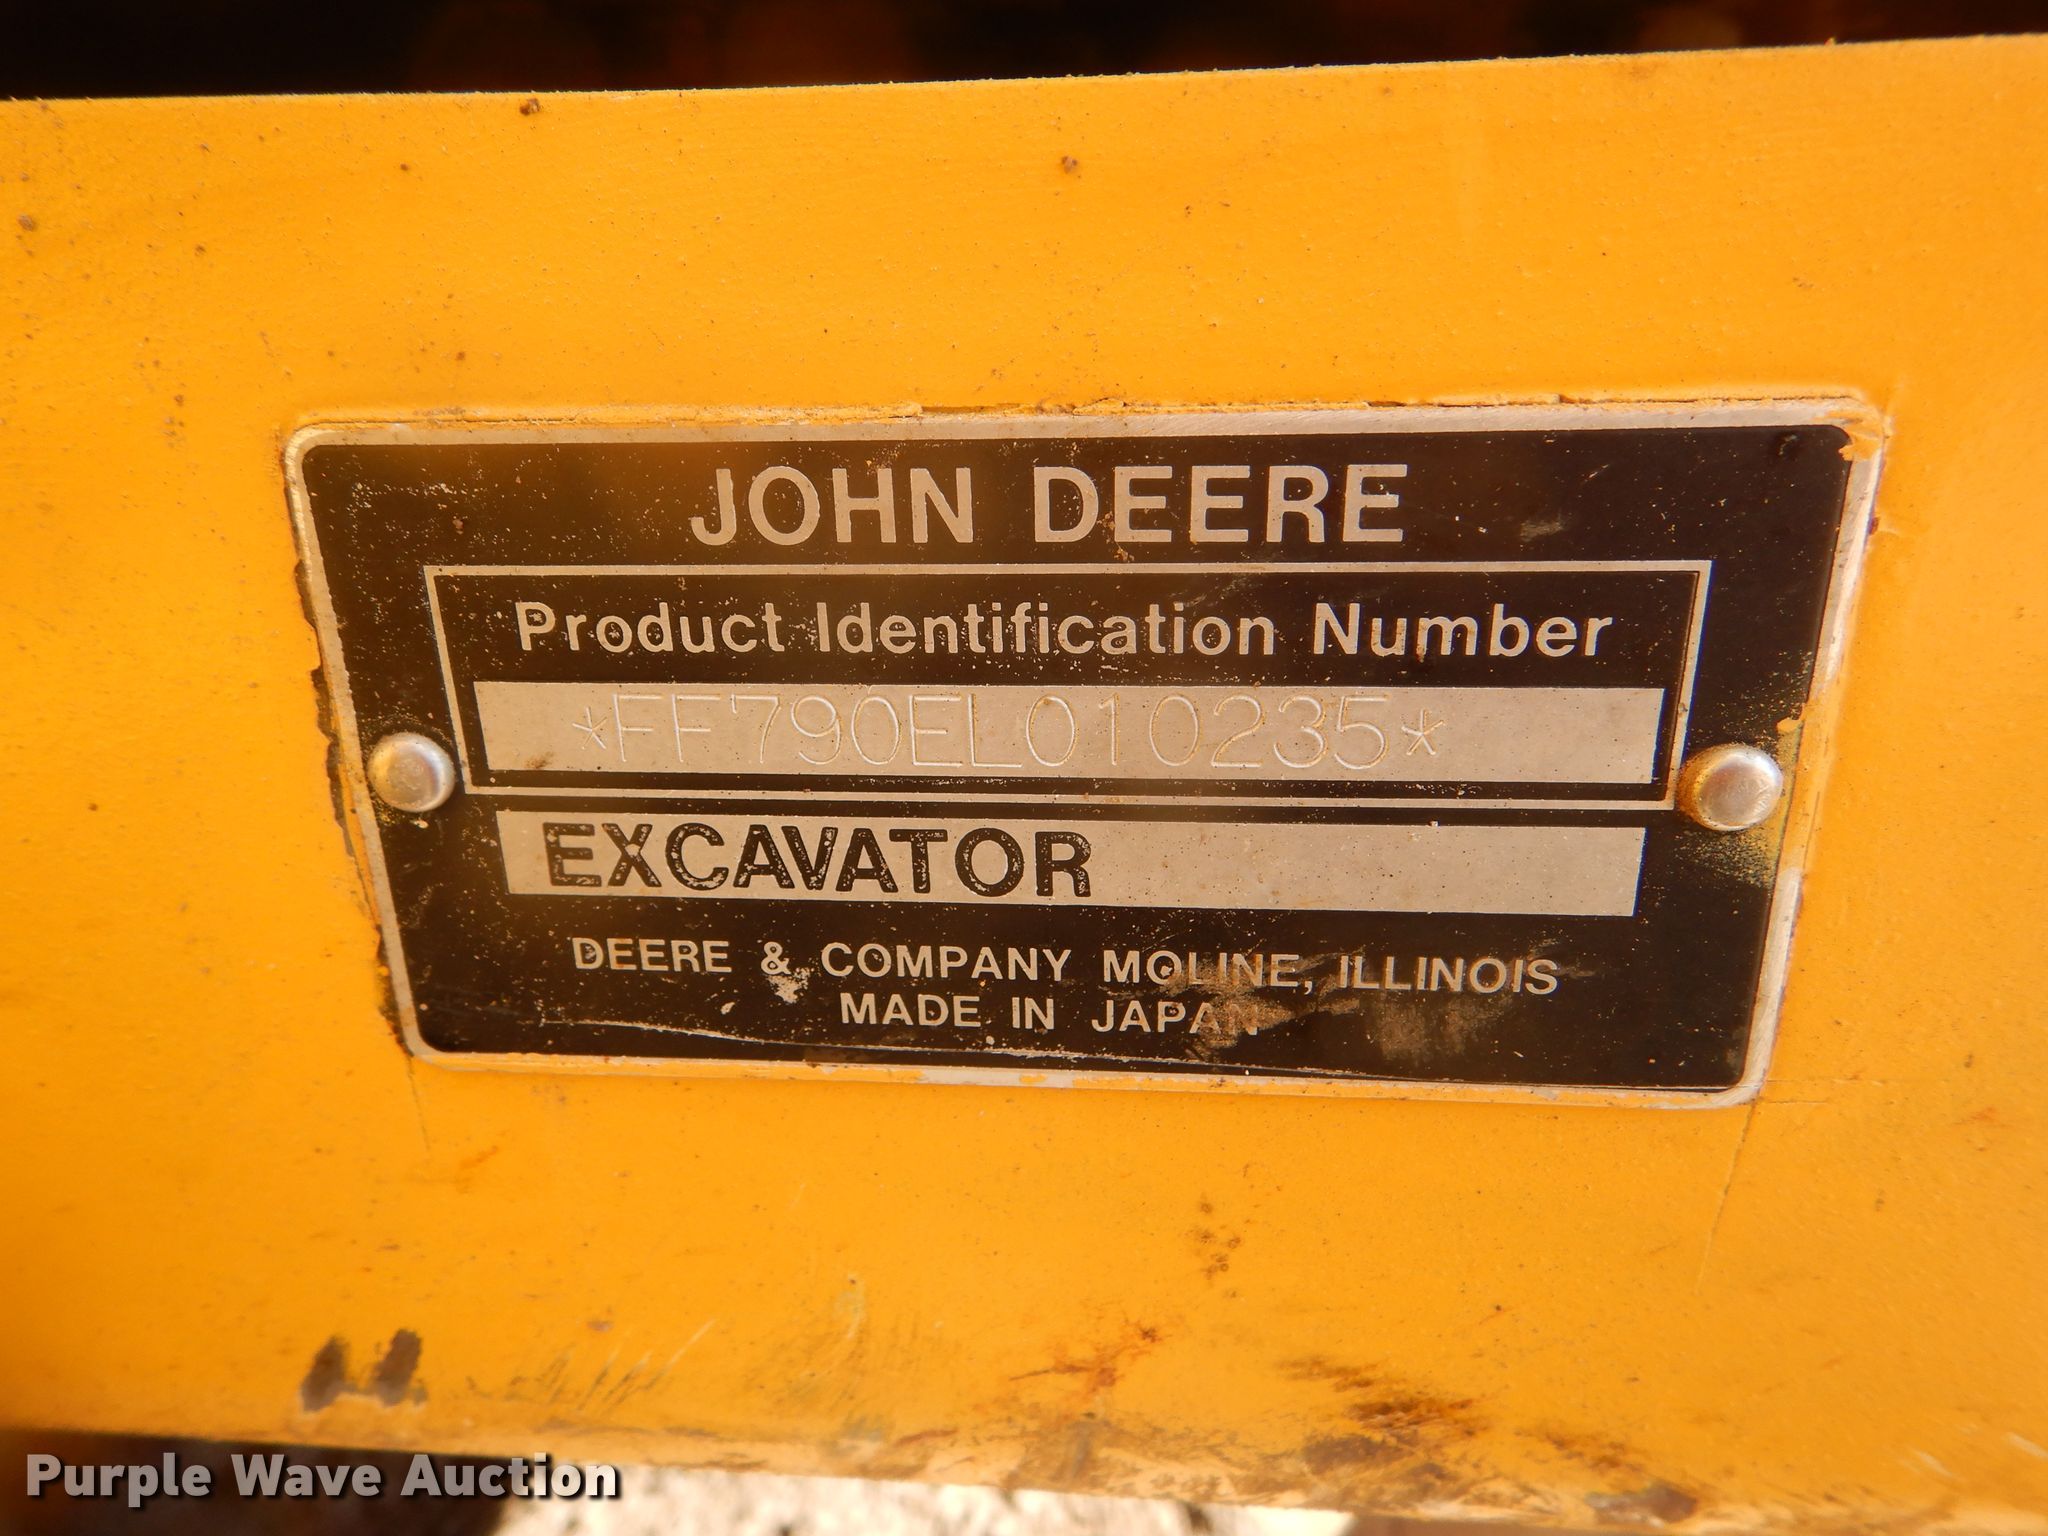 JOHN DEERE
Product Identification Number
*FF790EL010235*
EXCAVATOR
DEERE & COMPANY MOLINE, ILLINOIS
MADE IN JAPAN
Purple Wave Auction